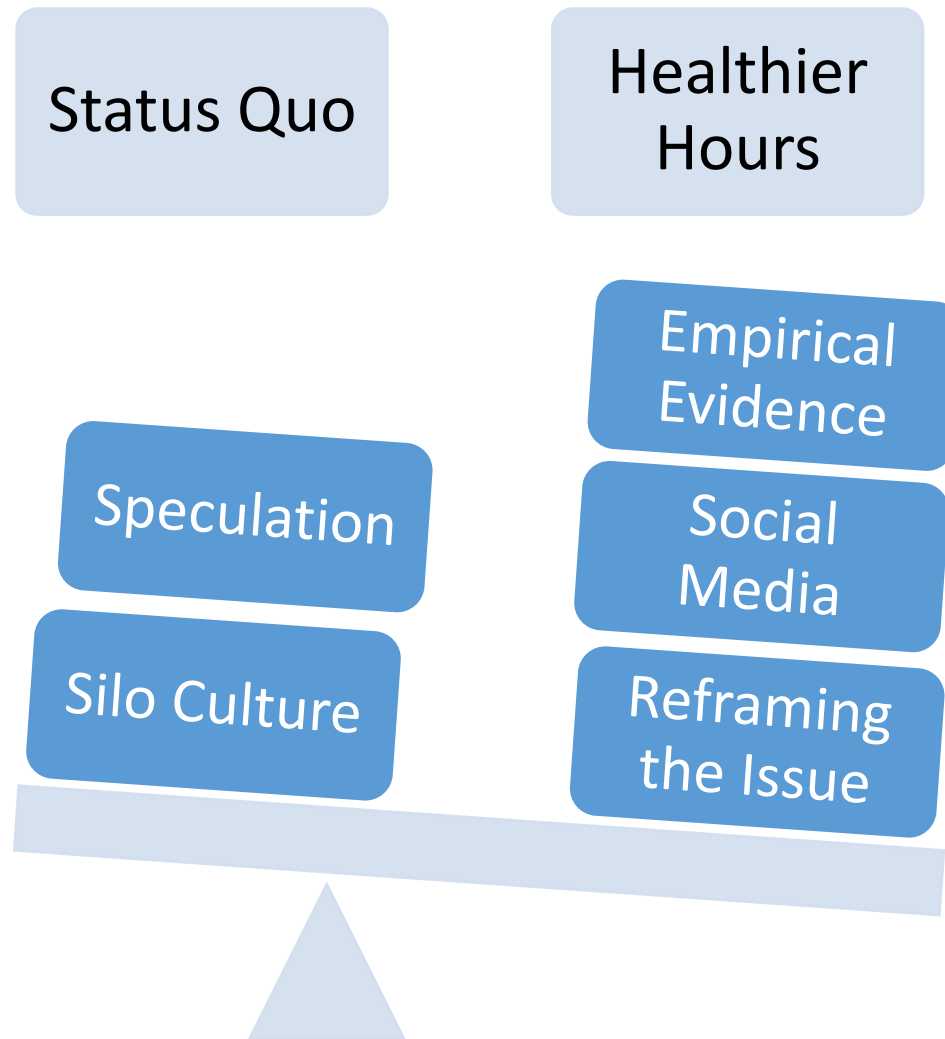 Status Quo
Healthier
Hours
Speculation
Silo Culture
Empirical
Evidence
Social
Media
Reframing
the Issue